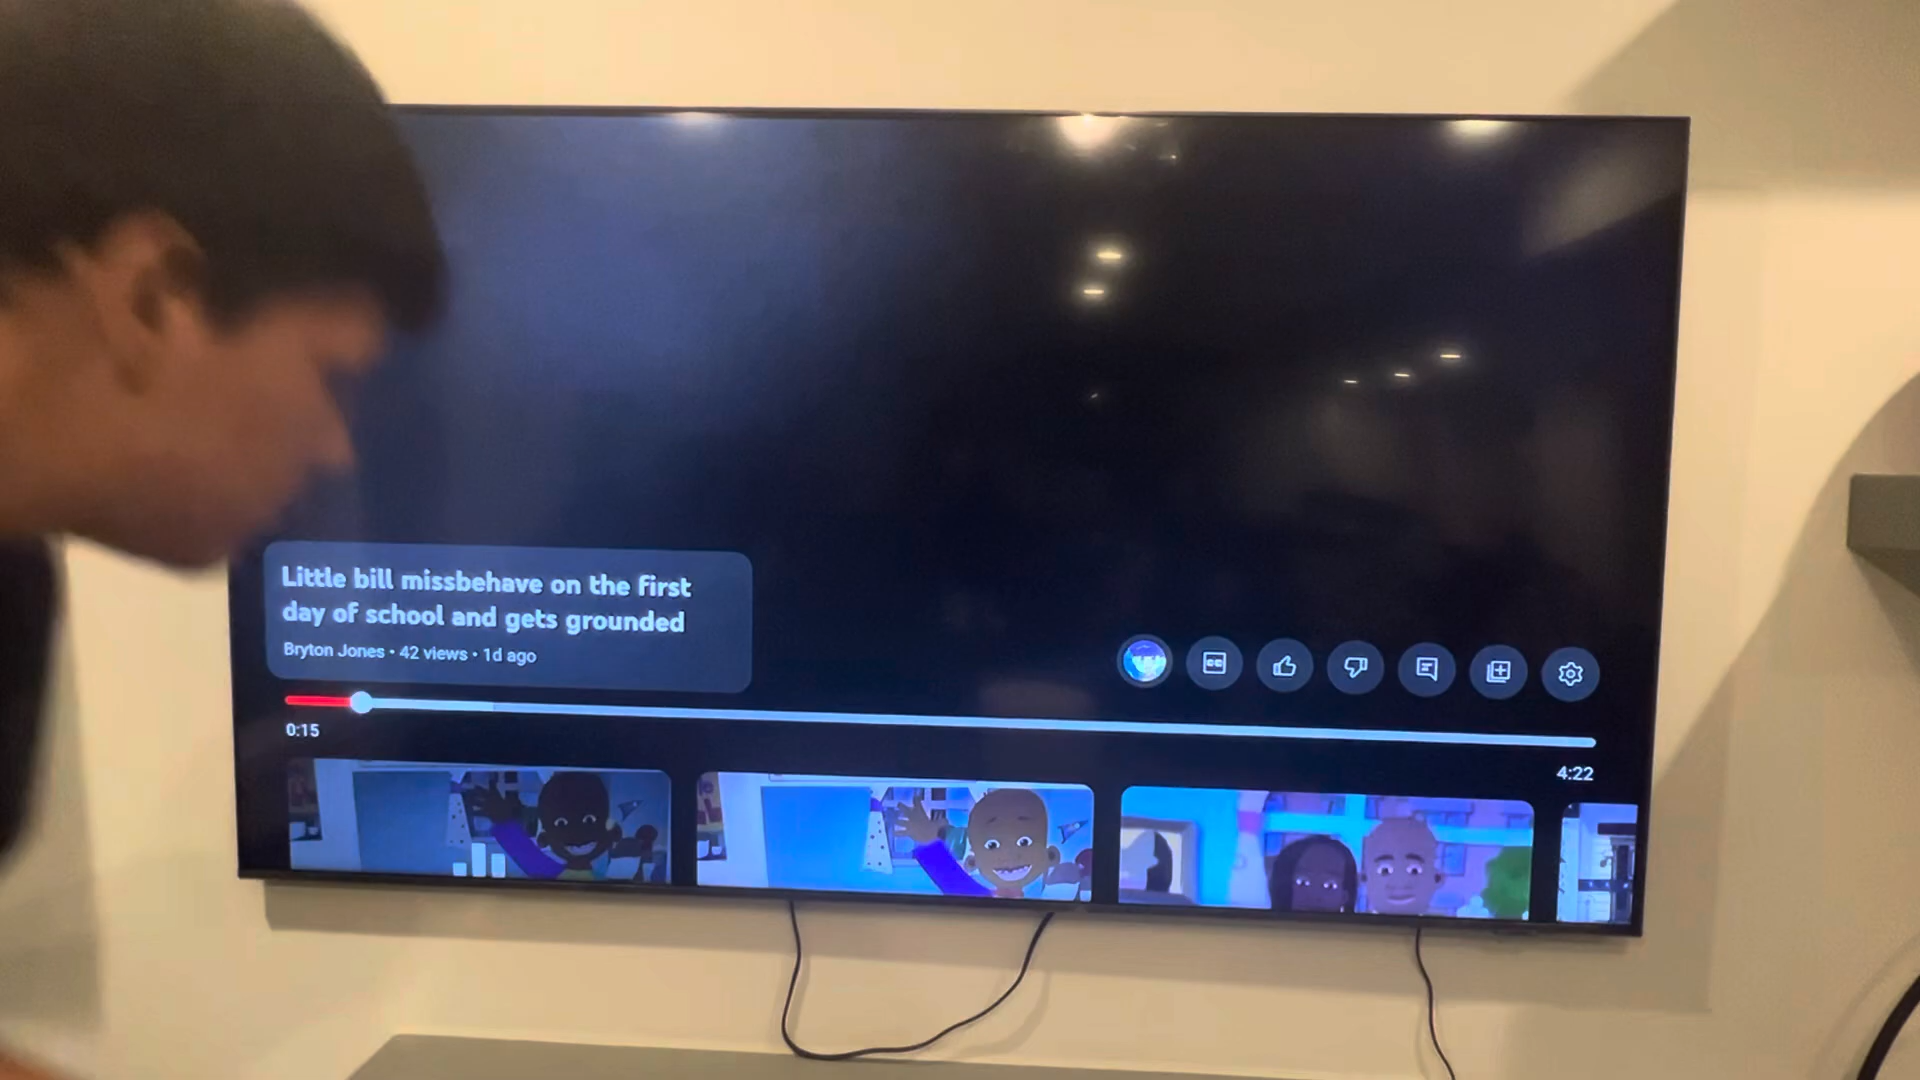 Little bill missbehave on the first
day of school and gets grounded
Bryton Jones • 42 views • 1d ago
CC
0:15
4:22